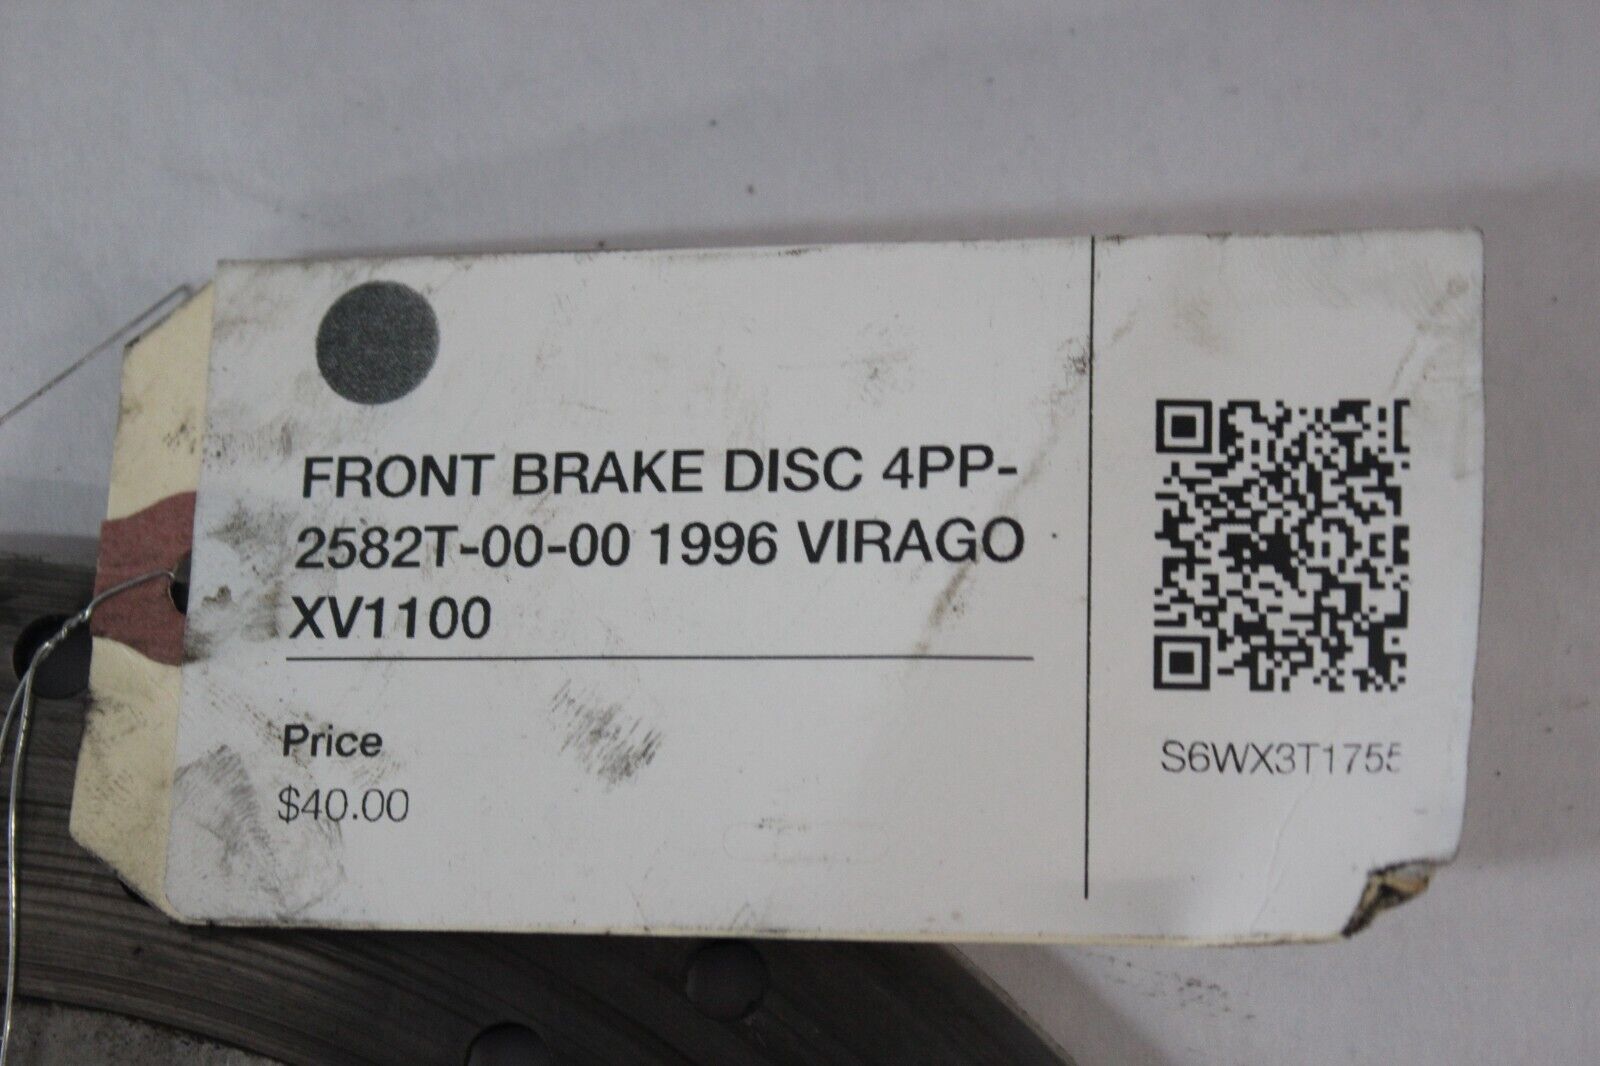 FRONT BRAKE DISC 4PP-
2582T-00-00 1996 VIRAGO
XV1100
Price
$40.00
S6WX3T1755